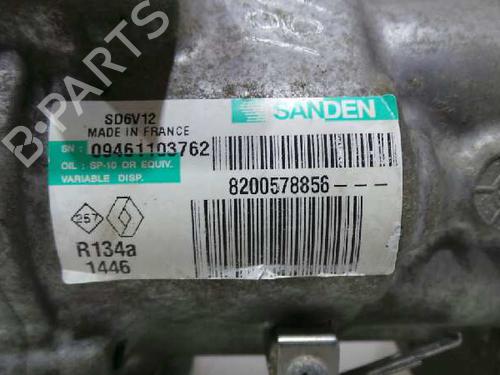 B-PARTS
SD6V12
MADE IN FRANCE
SANDEN
SN : 09461103762
OIL : SP-10 OR EQUIV.
VARIABLE DISP.
8200578856---
257
R134a
1446